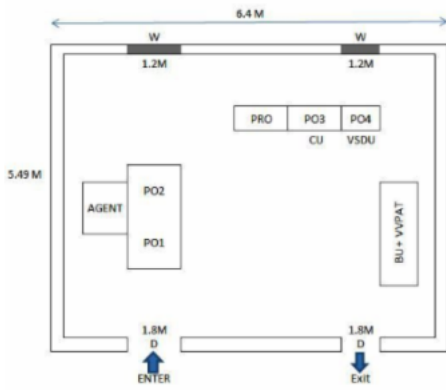 6.4 M
W W
1.2M 1.2M
PRO PO3 PO4
CU VSDU
5.49 M
AGENT PO2
PO1
BU + VVPAT
1.8M 1.8M
D D
ENTER Exit